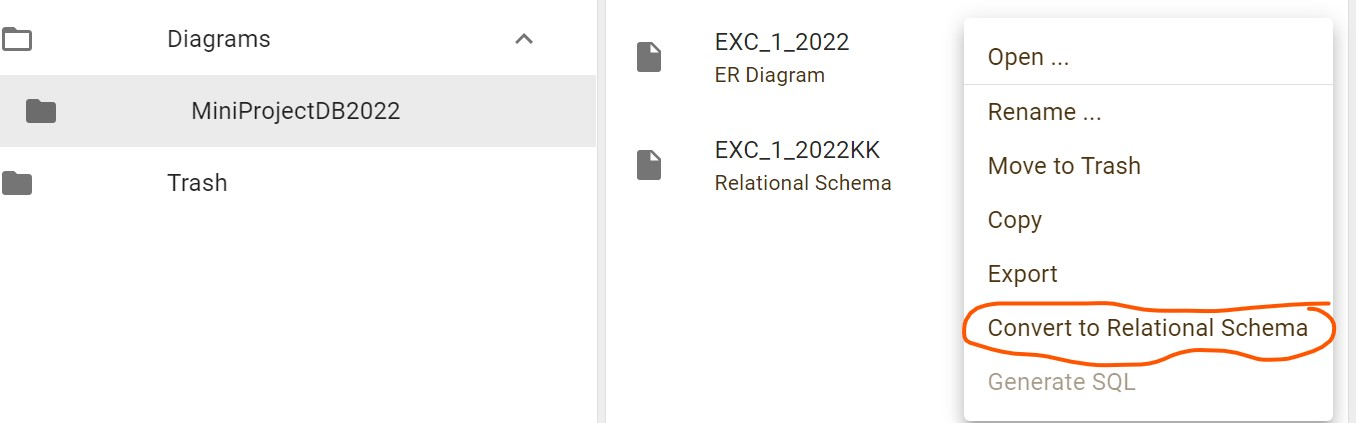 Diagrams
MiniProjectDB2022
Trash
EXC_1_2022
ER Diagram
EXC_1_2022KK
Relational Schema
Open ...
Rename ...
Move to Trash
Copy
Export
Convert to Relational Schema
Generate SQL